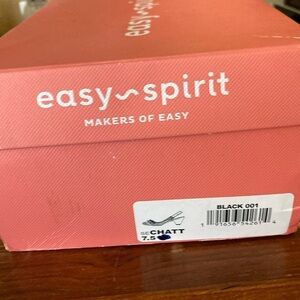 easy spirit
easy~spirit
MAKERS OF EASY
BLACK 001
SECHATT
7.5